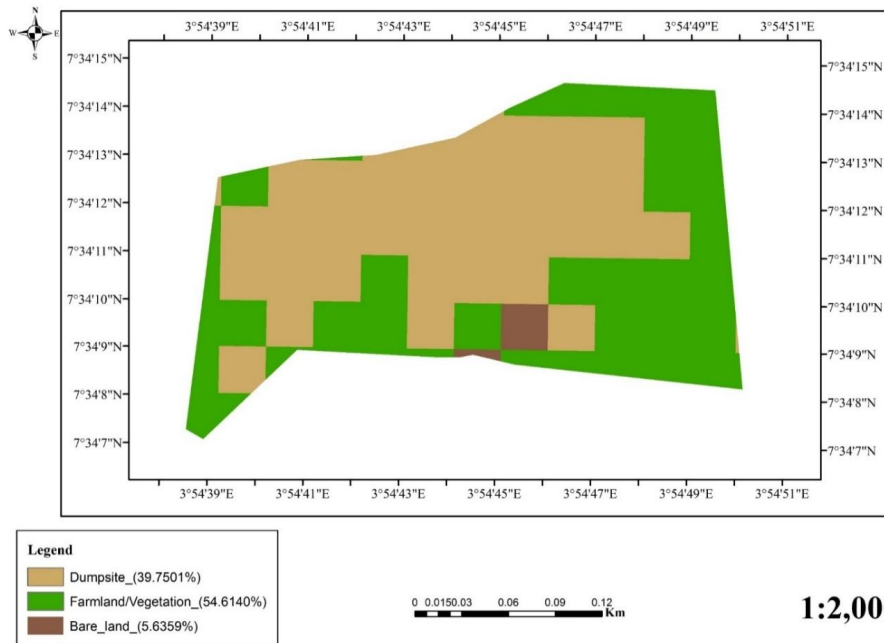 N
W E
S
3°54'39"E 3°54'41"E 3°54'43"E 3°54'45"E 3°54'47"E 3°54'49"E 3°54'51"E
7°34'15"N 7°34'15"N
7°34'14"N 7°34'14"N
7°34'13"N 7°34'13"N
7°34'12"N 7°34'12"N
7°34'11"N 7°34'11"N
7°34'10"N 7°34'10"N
7°34'9"N 7°34'9"N
7°34'8"N 7°34'8"N
7°34'7"N 7°34'7"N
3°54'39"E 3°54'41"E 3°54'43"E 3°54'45"E 3°54'47"E 3°54'49"E 3°54'51"E
Legend
Dumpsite_(39.7501%)
Farmland/Vegetation_(54.6140%)
Bare_land_(5.6359%)
0 0.0150.03 0.06 0.09 0.12
Km
1:2,00